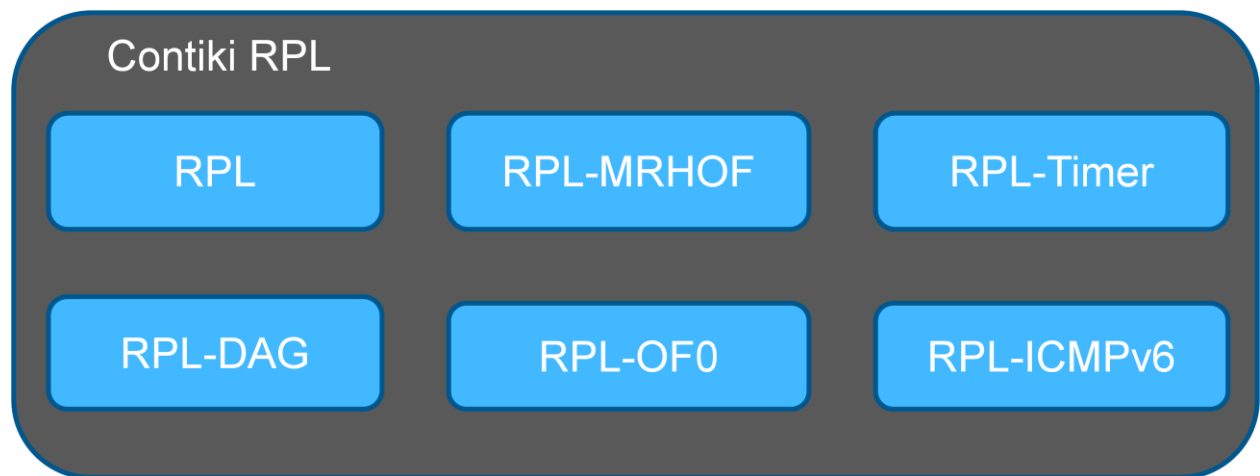 Contiki RPL
RPL
RPL-MRHOF
RPL-Timer
RPL-DAG
RPL-OF0
RPL-ICMPv6